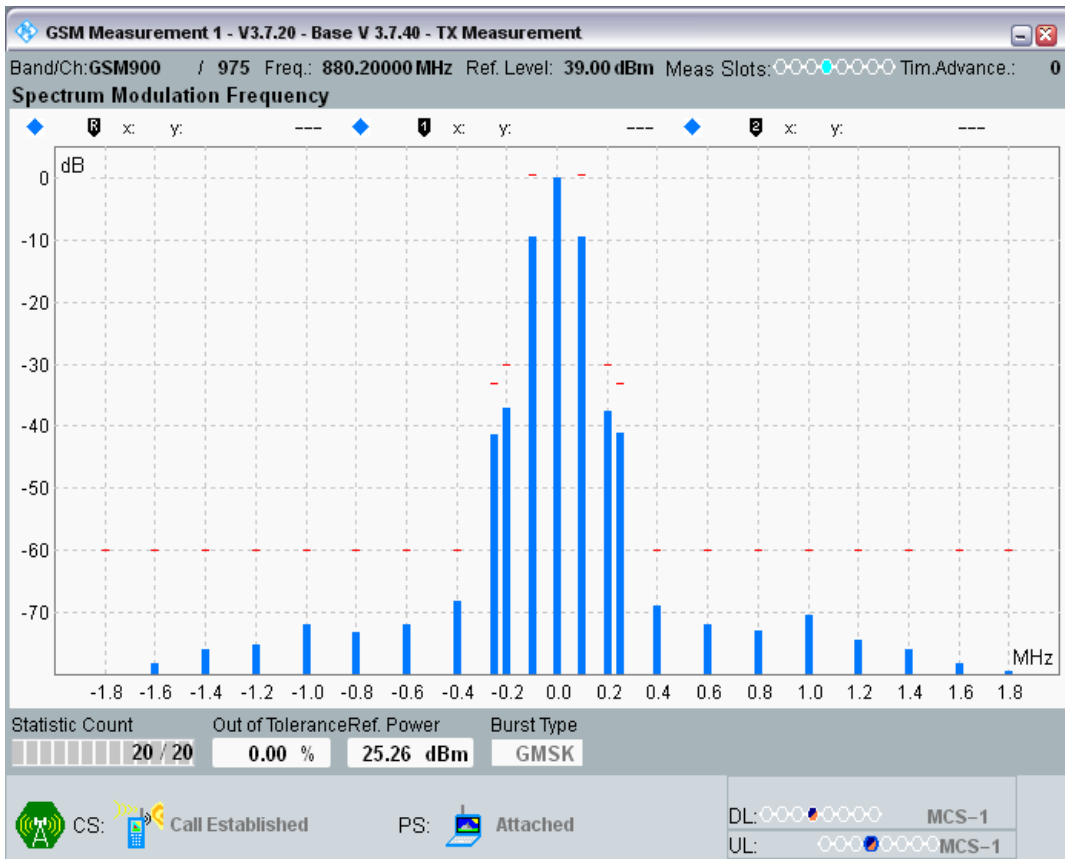 GSM Measurement 1 - V3.7.20 - Base V 3.7.40 - TX Measurement
Band/Ch:GSM900 / 975 Freq.: 880.20000 MHz Ref. Level: 39.00 dBm Meas Slots: Tim.Advance.: 0
Spectrum Modulation Frequency
R x: y: --- 1 x: y: --- 2 x: y: ---
dB
0
-10
-20
-30
-40
-50
-60
-70
MHz
-1.8 -1.6 -1.4 -1.2 -1.0 -0.8 -0.6 -0.4 -0.2 0.0 0.2 0.4 0.6 0.8 1.0 1.2 1.4 1.6 1.8
Statistic Count Out of Tolerance Ref. Power Burst Type
20 / 20 0.00 % 25.26 dBm GMSK
CS: Call Established PS: Attached
DL: MCS-1
UL: MCS-1